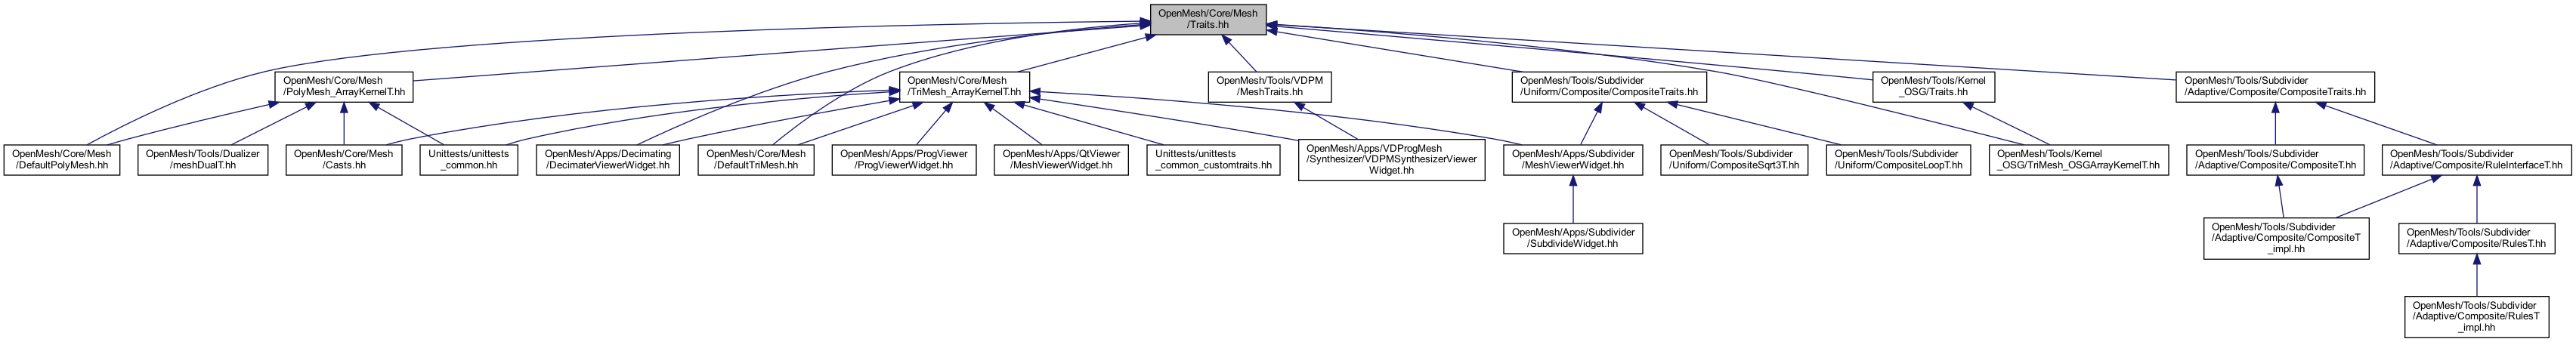 OpenMesh/Core/Mesh
/Traits.hh
OpenMesh/Core/Mesh
/PolyMesh_ArrayKernelT.hh
OpenMesh/Core/Mesh
/TriMesh_ArrayKernelT.hh
OpenMesh/Tools/VDPM
/MeshTraits.hh
OpenMesh/Tools/Subdivider
/Uniform/Composite/CompositeTraits.hh
OpenMesh/Tools/Kernel
_OSG/Traits.hh
OpenMesh/Tools/Subdivider
/Adaptive/Composite/CompositeTraits.hh
OpenMesh/Core/Mesh
/DefaultPolyMesh.hh
OpenMesh/Tools/Dualizer
/meshDualT.hh
OpenMesh/Core/Mesh
/Casts.hh
Unittests/unittests
_common.hh
OpenMesh/Apps/Decimating
/DecimaterViewerWidget.hh
OpenMesh/Core/Mesh
/DefaultTriMesh.hh
OpenMesh/Apps/ProgViewer
/ProgViewerWidget.hh
OpenMesh/Apps/QtViewer
/MeshViewerWidget.hh
Unittests/unittests
_common_customtraits.hh
OpenMesh/Apps/VDProgMesh
/Synthesizer/VDPMSynthesizerViewer
Widget.hh
OpenMesh/Apps/Subdivider
/MeshViewerWidget.hh
OpenMesh/Tools/Subdivider
/Uniform/CompositeSqrt3T.hh
OpenMesh/Tools/Subdivider
/Uniform/CompositeLoopT.hh
OpenMesh/Tools/Kernel
_OSG/TriMesh_OSGArrayKernelT.hh
OpenMesh/Tools/Subdivider
/Adaptive/Composite/CompositeT.hh
OpenMesh/Tools/Subdivider
/Adaptive/Composite/RuleInterfaceT.hh
OpenMesh/Apps/Subdivider
/SubdivideWidget.hh
OpenMesh/Tools/Subdivider
/Adaptive/Composite/CompositeT
_impl.hh
OpenMesh/Tools/Subdivider
/Adaptive/Composite/RulesT.hh
OpenMesh/Tools/Subdivider
/Adaptive/Composite/RulesT
_impl.hh